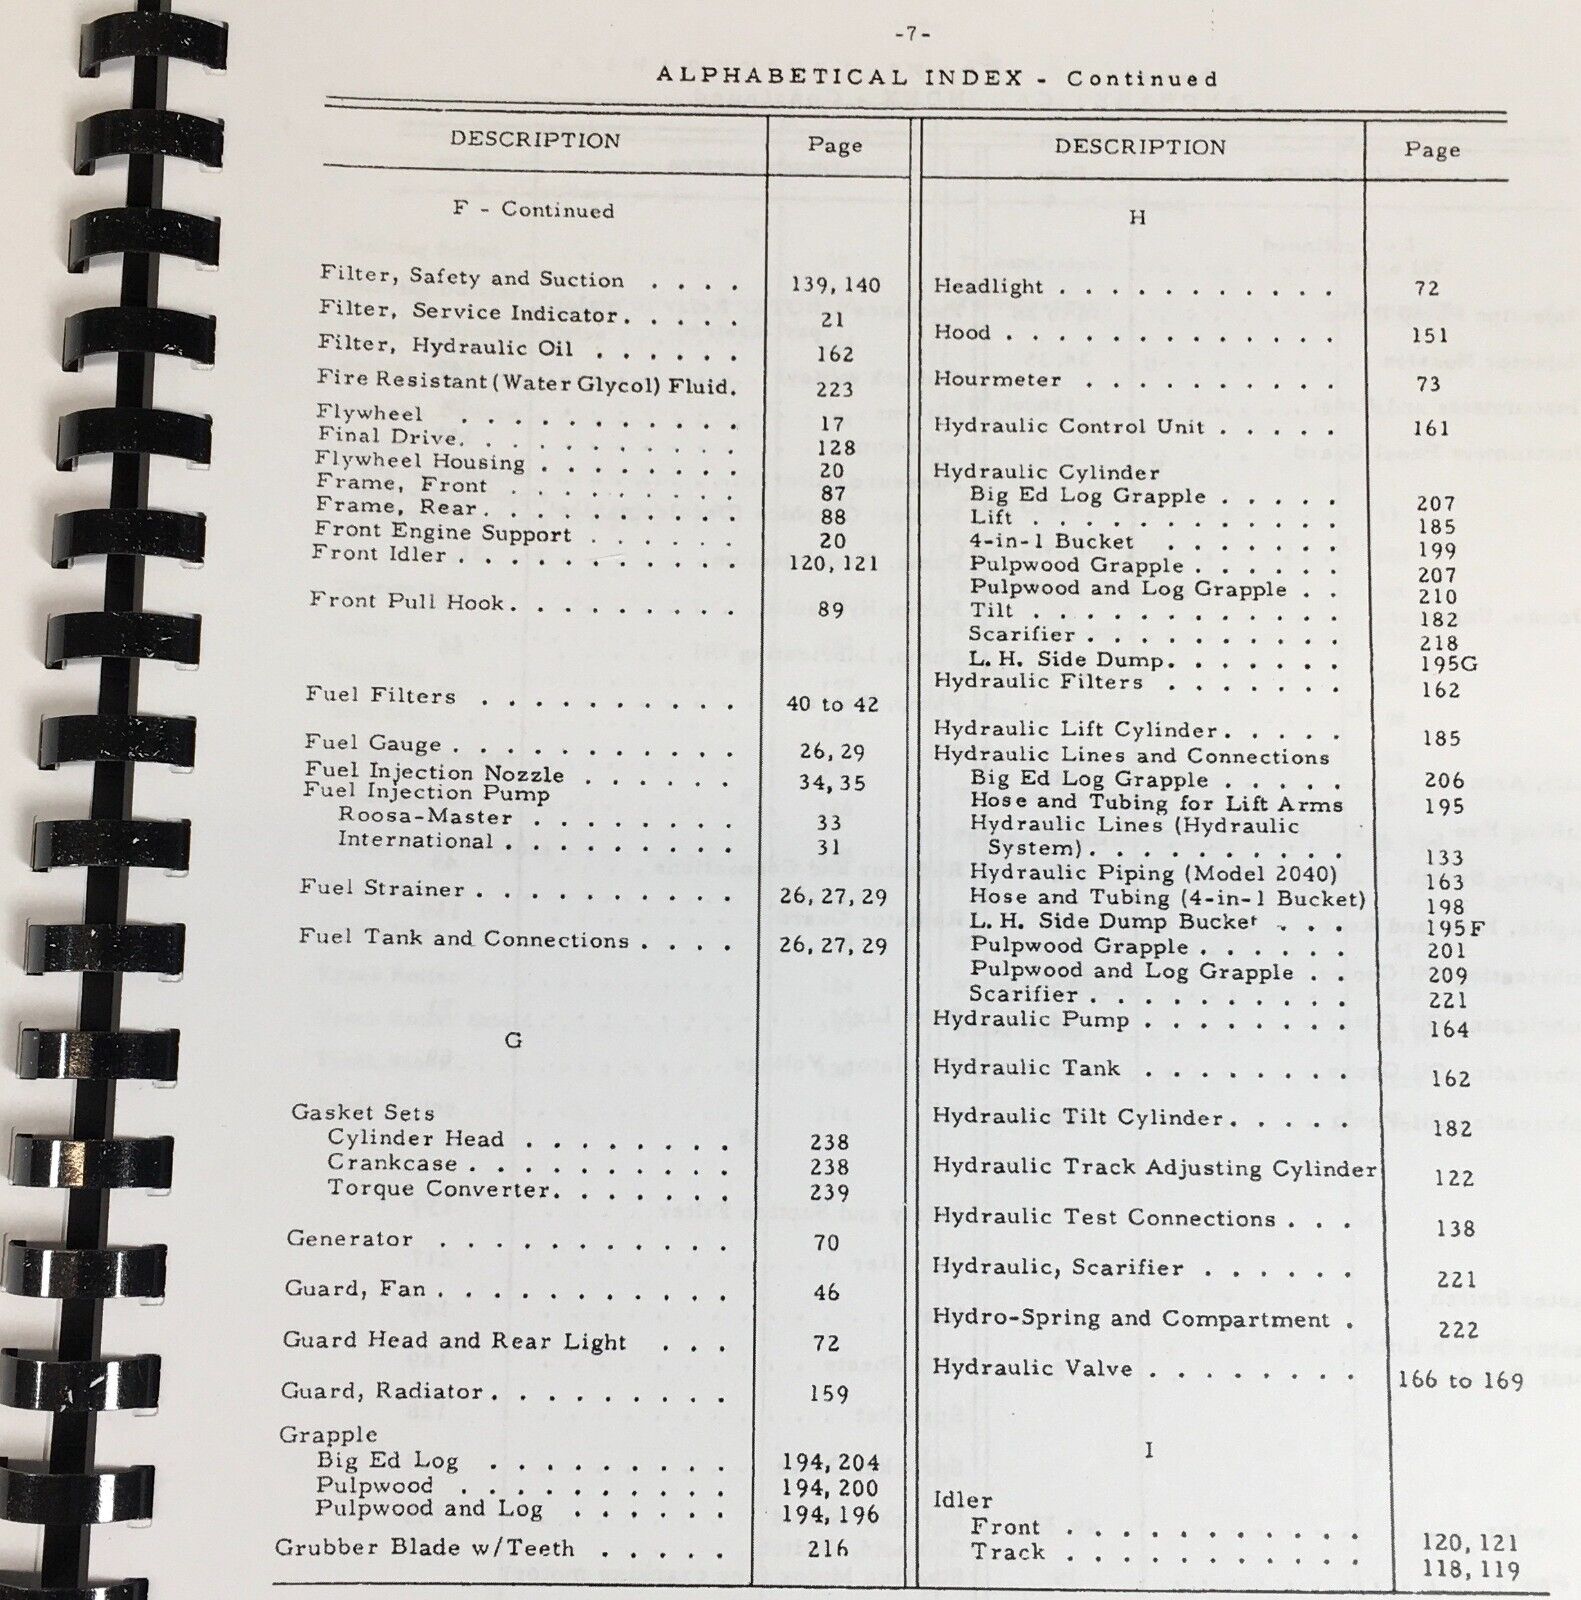 -7-
ALPHABETICAL INDEX - Continued
DESCRIPTION Page
F - Continued
Filter, Safety and Suction . . . . 139, 140
Filter, Service Indicator. . . . . 21
Filter, Hydraulic Oil . . . . . . 162
Fire Resistant (Water Glycol) Fluid. 223
Flywheel . . . . . . . . . . . 17
Final Drive. . . . . . . . . . . 128
Flywheel Housing . . . . . . . . 20
Frame, Front . . . . . . . . . 87
Frame, Rear. . . . . . . . . . 88
Front Engine Support . . . . . . 20
Front Idler . . . . . . . . . . . 120, 121
Front Pull Hook. . . . . . . . . 89
Fuel Filters . . . . . . . . . . 40 to 42
Fuel Gauge . . . . . . . . . . . 26, 29
Fuel Injection Nozzle . . . . . . 34, 35
Fuel Injection Pump
Roosa-Master . . . . . . . . 33
International . . . . . . . . . 31
Fuel Strainer . . . . . . . . . . 26, 27, 29
Fuel Tank and Connections . . . . 26, 27, 29
G
Gasket Sets
Cylinder Head . . . . . . . . 238
Crankcase . . . . . . . . . . 238
Torque Converter. . . . . . . 239
Generator . . . . . . . . . . . 70
Guard, Fan . . . . . . . . . . . . 46
Guard Head and Rear Light . . . 72
Guard, Radiator. . . . . . . . . 159
Grapple
Big Ed Log . . . . . . . . . 194, 204
Pulpwood . . . . . . . . . . 194, 200
Pulpwood and Log . . . . . . 194, 196
Grubber Blade w/Teeth . . . . . 216
DESCRIPTION Page
H
Headlight . . . . . . . . . . . 72
Hood . . . . . . . . . . . . . 151
Hourmeter . . . . . . . . . . 73
Hydraulic Control Unit . . . . . 161
Hydraulic Cylinder
Big Ed Log Grapple . . . . . 207
Lift . . . . . . . . . . . . . 185
4-in-1 Bucket . . . . . . . 199
Pulpwood Grapple . . . . . . 207
Pulpwood and Log Grapple . . 210
Tilt . . . . . . . . . . . . 182
Scarifier . . . . . . . . . . 218
L. H. Side Dump. . . . . . . 195G
Hydraulic Filters . . . . . . . 162
Hydraulic Lift Cylinder. . . . . 185
Hydraulic Lines and Connections
Big Ed Log Grapple . . . . . 206
Hose and Tubing for Lift Arms 195
Hydraulic Lines (Hydraulic
System). . . . . . . . . . . 133
Hydraulic Piping (Model 2040) 163
Hose and Tubing (4-in-1 Bucket) 198
L. H. Side Dump Bucket . . . 195F
Pulpwood Grapple . . . . . . 201
Pulpwood and Log Grapple . . 209
Scarifier . . . . . . . . . . 221
Hydraulic Pump . . . . . . . . 164
Hydraulic Tank . . . . . . . . 162
Hydraulic Tilt Cylinder. . . . . 182
Hydraulic Track Adjusting Cylinder 122
Hydraulic Test Connections . . . 138
Hydraulic, Scarifier . . . . . . 221
Hydro-Spring and Compartment . 222
Hydraulic Valve . . . . . . . . 166 to 169
I
Idler
Front . . . . . . . . . . . 120, 121
Track . . . . . . . . . . . 118, 119